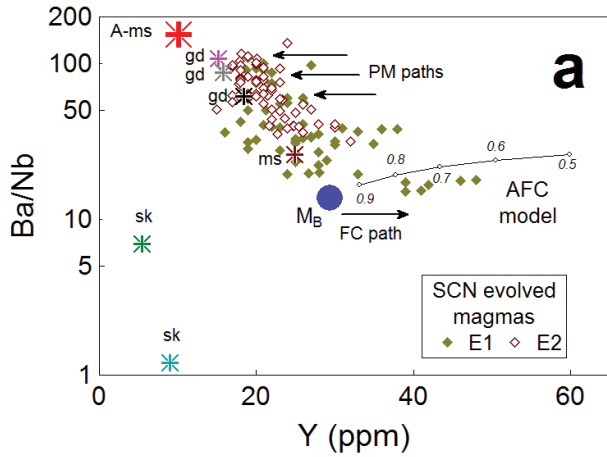 a
A-ms
gd
gd
gd
PM paths
ms
sk
sk
M_B
FC path
AFC
model
0.9
0.8
0.7
0.6
0.5
SCN evolved
magmas
E1
E2
Ba/Nb
200
100
50
10
5
1
0
20
40
60
Y (ppm)